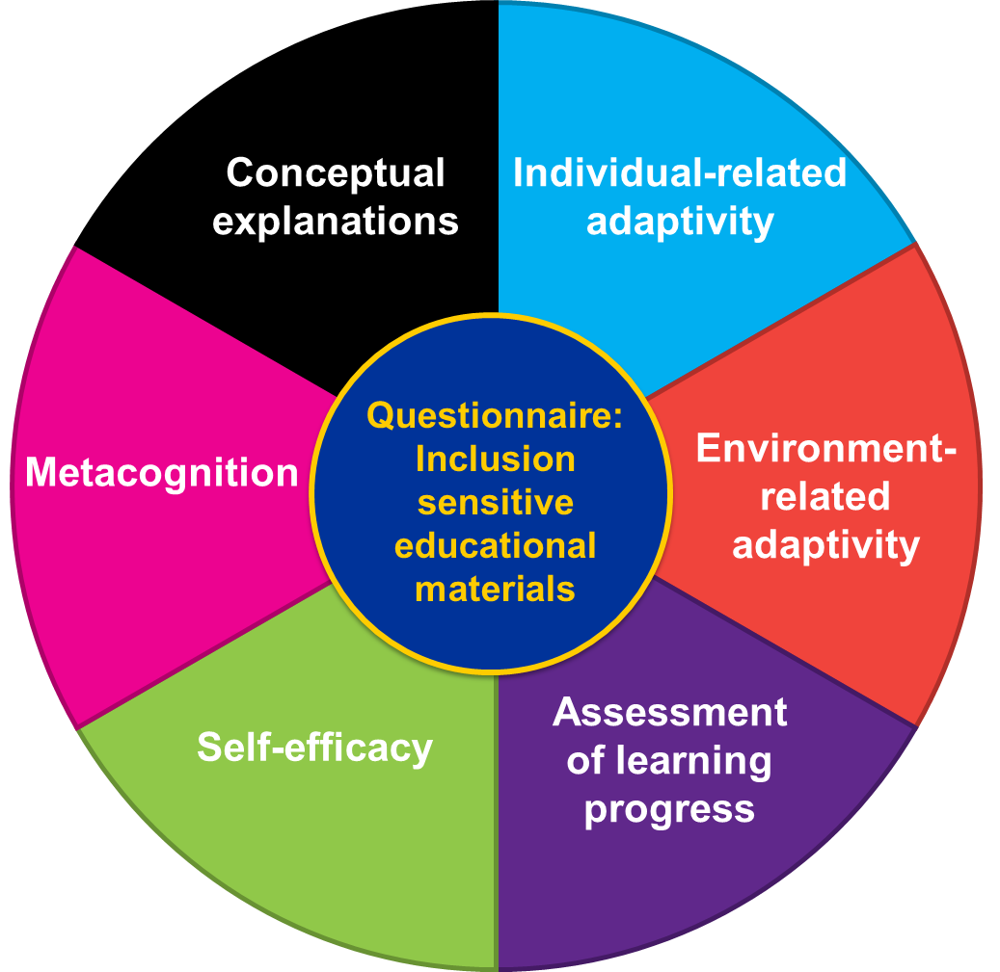 Conceptual
explanations
Individual-related
adaptivity
Environment-
related
adaptivity
Assessment
of learning
progress
Self-efficacy
Metacognition
Questionnaire:
Inclusion
sensitive
educational
materials